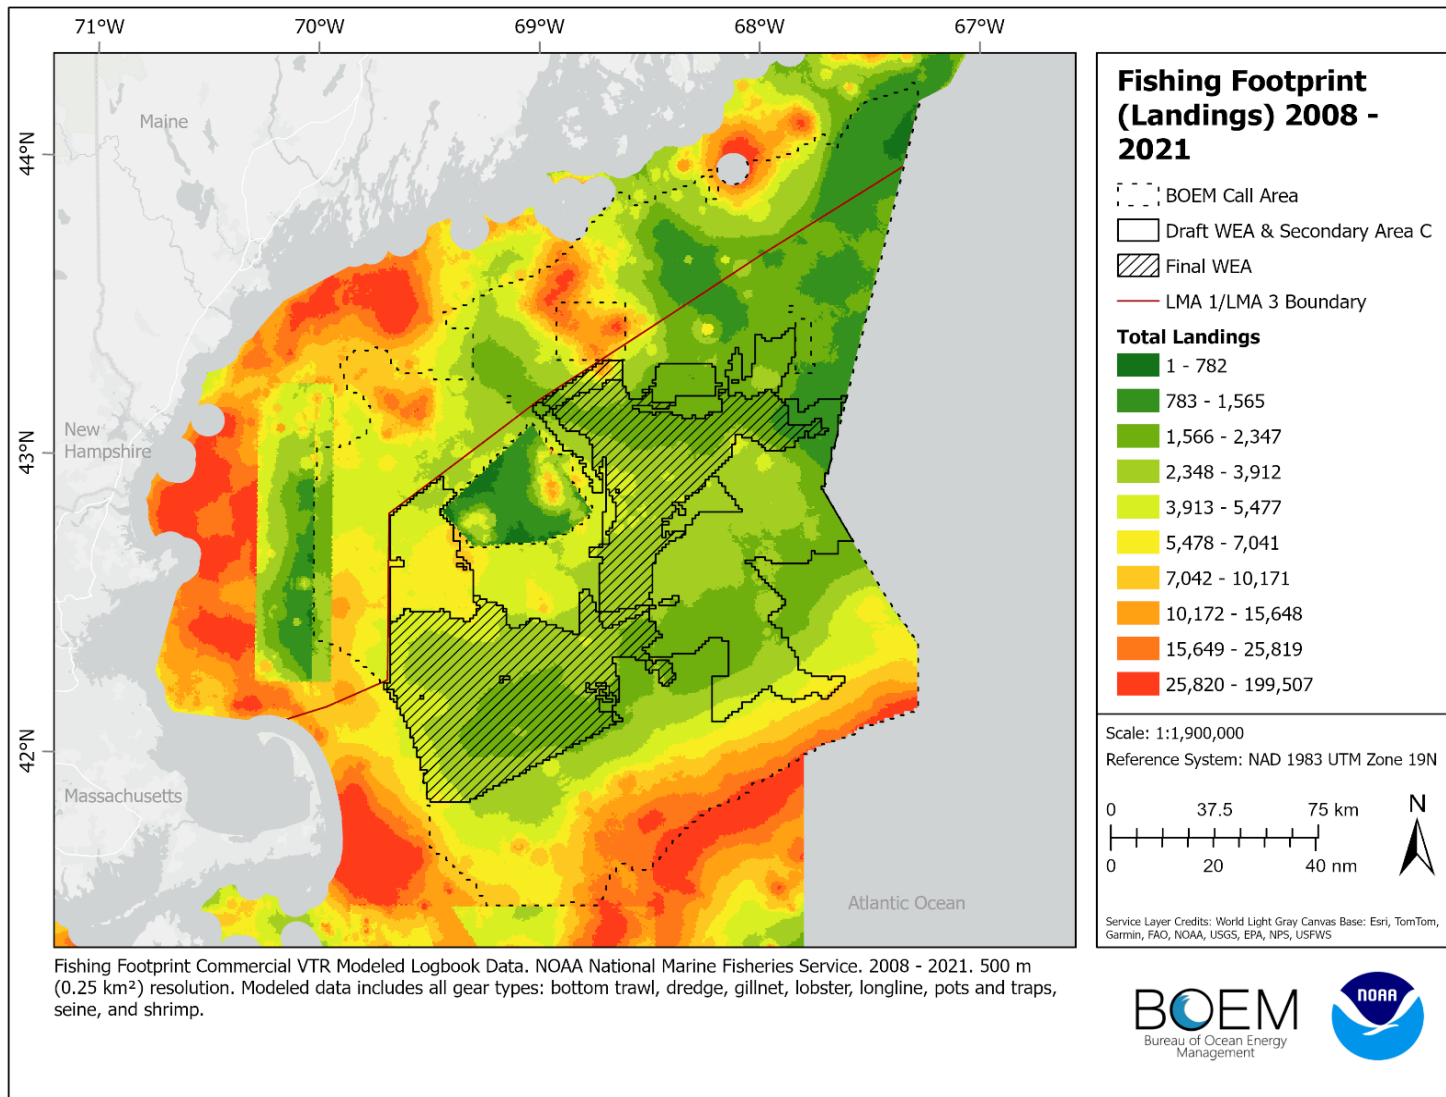 71°W 70°W 69°W 68°W 67°W
44°N
43°N
42°N
Maine
New
Hampshire
Massachusetts
Atlantic Ocean
Fishing Footprint
(Landings) 2008 -
2021
BOEM Call Area
Draft WEA & Secondary Area C
Final WEA
LMA 1/LMA 3 Boundary
Total Landings
1 - 782
783 - 1,565
1,566 - 2,347
2,348 - 3,912
3,913 - 5,477
5,478 - 7,041
7,042 - 10,171
10,172 - 15,648
15,649 - 25,819
25,820 - 199,507
Scale: 1:1,900,000
Reference System: NAD 1983 UTM Zone 19N
0 37.5 75 km
0 20 40 nm
N
Service Layer Credits: World Light Gray Canvas Base: Esri, TomTom,
Garmin, FAO, NOAA, USGS, EPA, NPS, USFWS
Fishing Footprint Commercial VTR Modeled Logbook Data. NOAA National Marine Fisheries Service. 2008 - 2021. 500 m
(0.25 km²) resolution. Modeled data includes all gear types: bottom trawl, dredge, gillnet, lobster, longline, pots and traps,
seine, and shrimp.
BOEM
Bureau of Ocean Energy
Management
NOAA